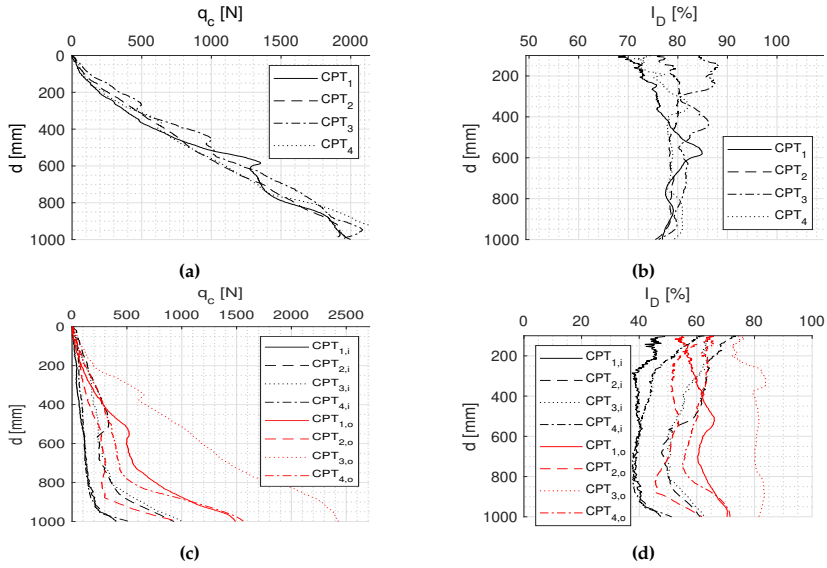 q_c [N]
0 500 1000 1500 2000
0
200
400
600
800
1000
d [mm]
CPT_1
CPT_2
CPT_3
CPT_4
(a)
I_D [%]
50 60 70 80 90 100
200
400
600
800
1000
d [mm]
CPT_1
CPT_2
CPT_3
CPT_4
(b)
q_c [N]
0 500 1000 1500 2000 2500
0
200
400
600
800
1000
d [mm]
CPT_1,i
CPT_2,i
CPT_3,i
CPT_4,i
CPT_1,o
CPT_2,o
CPT_3,o
CPT_4,o
(c)
I_D [%]
0 20 40 60 80 100
200
400
600
800
1000
d [mm]
CPT_1,i
CPT_2,i
CPT_3,i
CPT_4,i
CPT_1,o
CPT_2,o
CPT_3,o
CPT_4,o
(d)